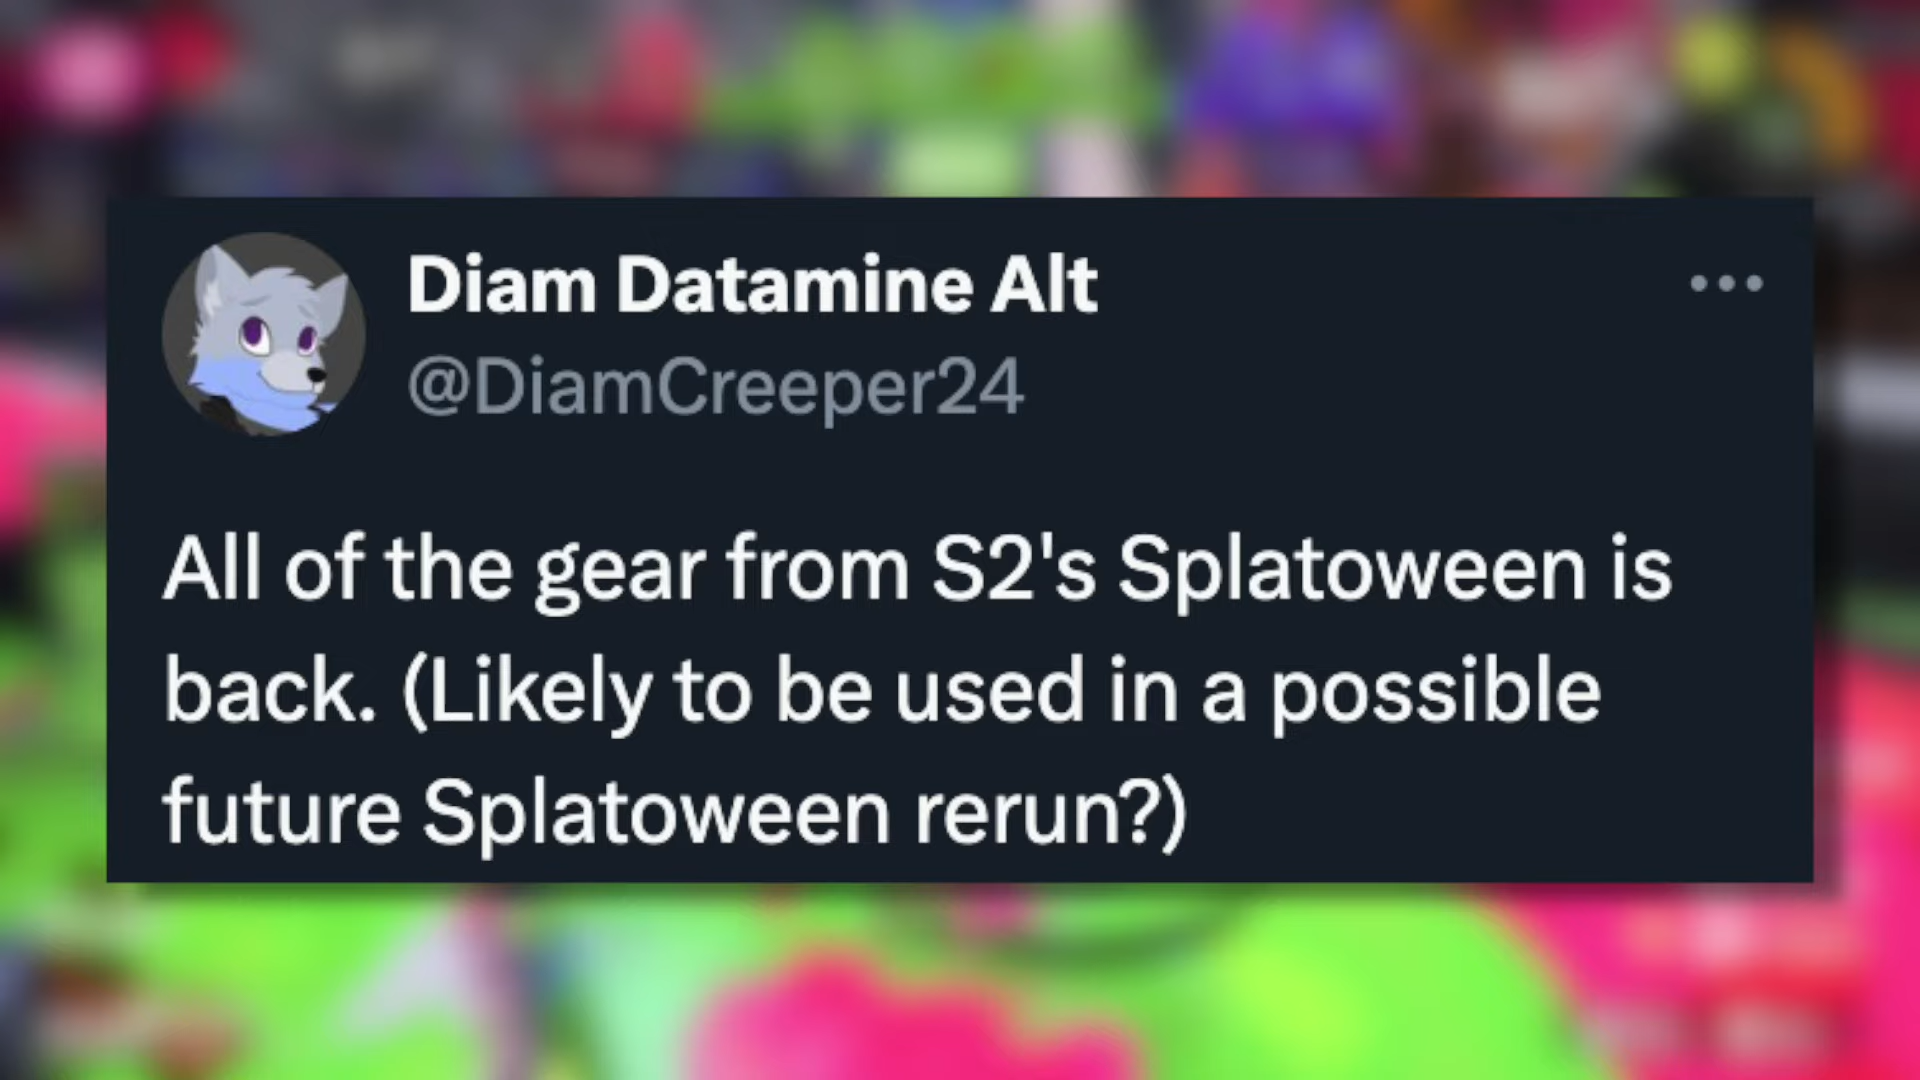 Diam Datamine Alt
@DiamCreeper24
All of the gear from S2's Splatoween is
back. (Likely to be used in a possible
future Splatoween rerun?)